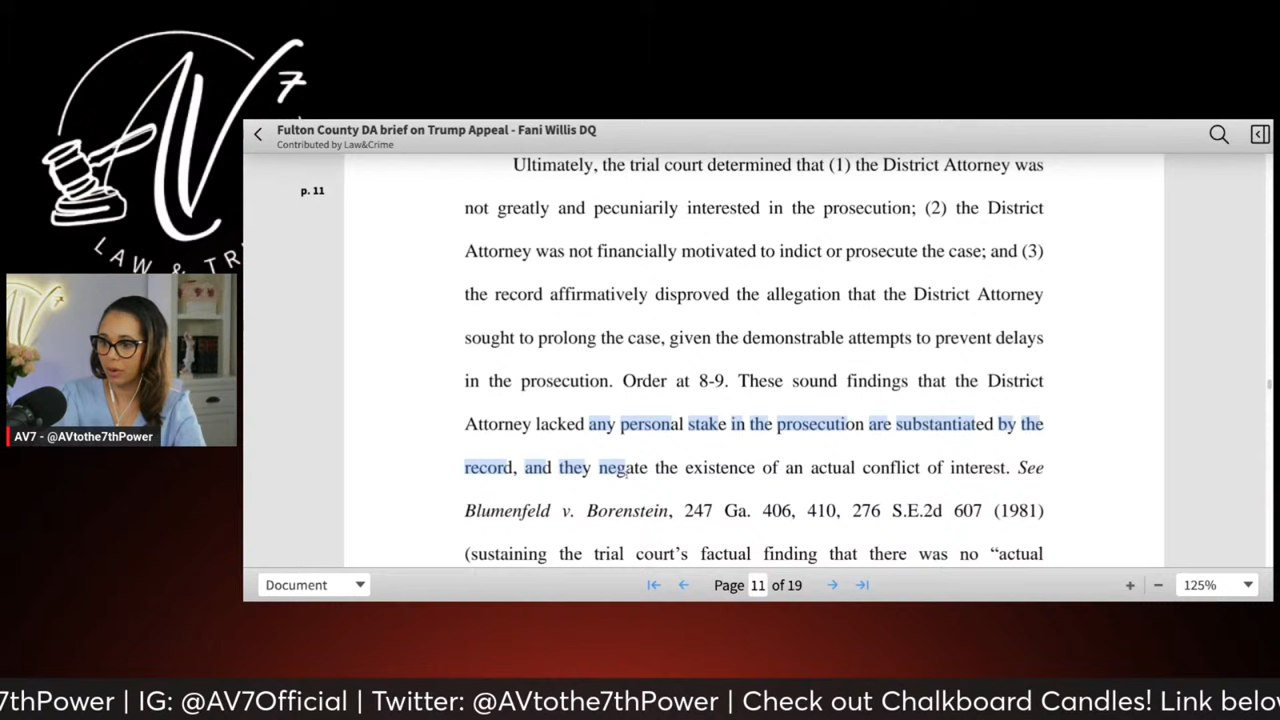 AV7
LAW & TR
Fulton County DA brief on Trump Appeal - Fani Willis DQ
Contributed by Law&Crime
p. 11
Ultimately, the trial court determined that (1) the District Attorney was
not greatly and pecuniarily interested in the prosecution; (2) the District
Attorney was not financially motivated to indict or prosecute the case; and (3)
the record affirmatively disproved the allegation that the District Attorney
sought to prolong the case, given the demonstrable attempts to prevent delays
in the prosecution. Order at 8-9. These sound findings that the District
Attorney lacked any personal stake in the prosecution are substantiated by the
record, and they negate the existence of an actual conflict of interest. See
Blumenfeld v. Borenstein, 247 Ga. 406, 410, 276 S.E.2d 607 (1981)
(sustaining the trial court's factual finding that there was no “actual
AV7 - @AVtothe7thPower
Document
Page 11 of 19
125%
7thPower | IG: @AV7Official | Twitter: @AVtothe7thPower | Check out Chalkboard Candles! Link belo